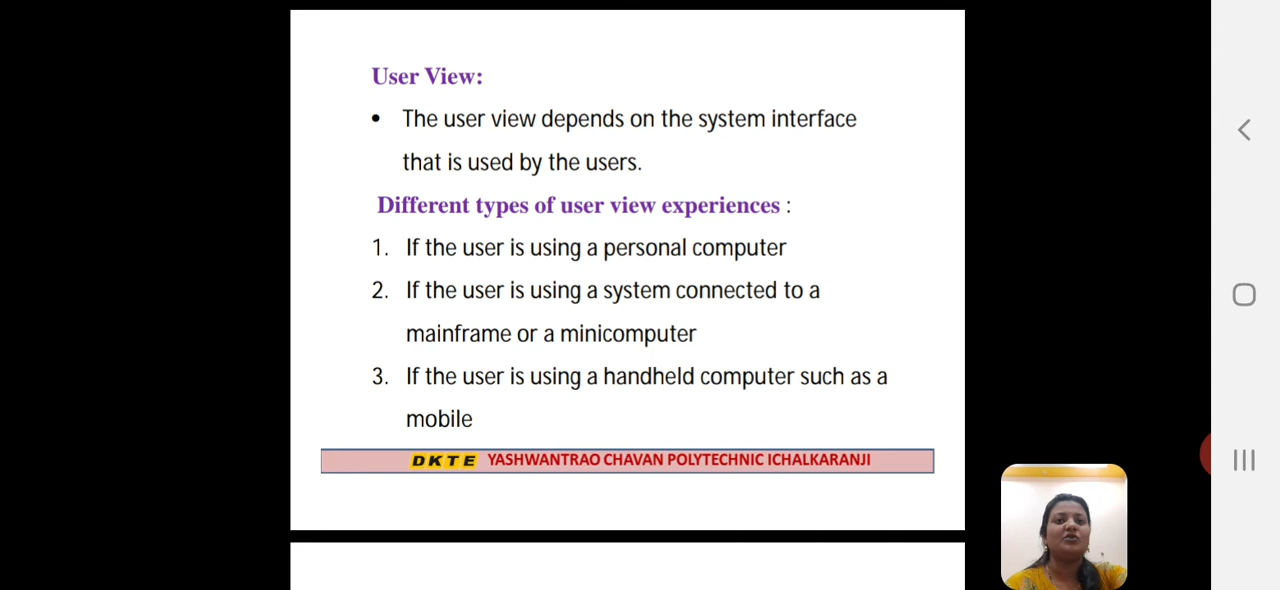 User View:
• The user view depends on the system interface
that is used by the users.
Different types of user view experiences :
1. If the user is using a personal computer
2. If the user is using a system connected to a
mainframe or a minicomputer
3. If the user is using a handheld computer such as a
mobile
DKTE YASHWANTRAO CHAVAN POLYTECHNIC ICHALKARANJI